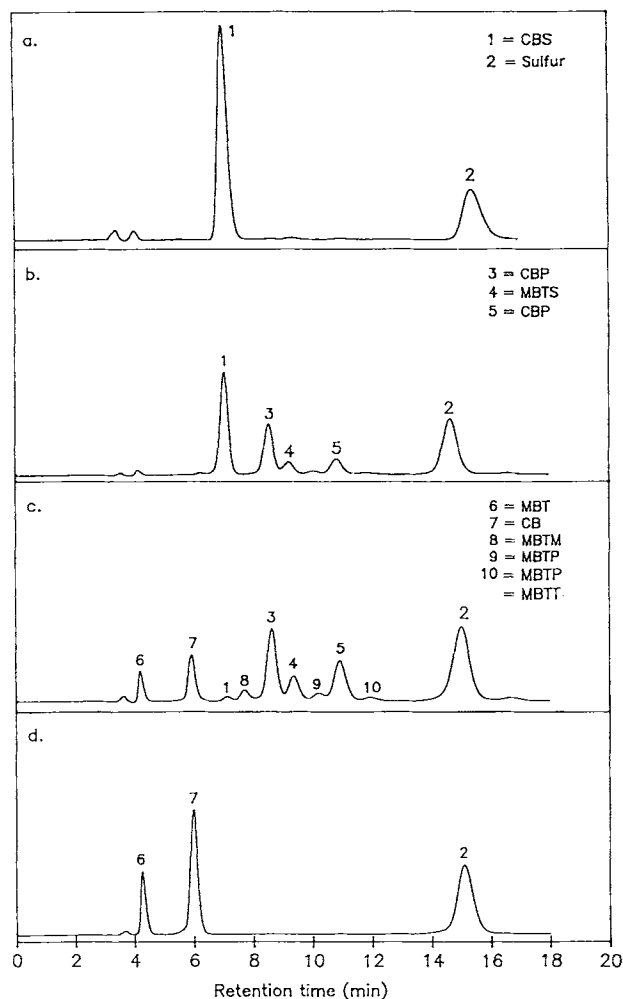 a.
1
1 = CBS
2 = Sulfur
2
b.
3 = CBP
4 = MBTS
5 = CBP
1
3
4
5
2
c.
6 = MBT
7 = CB
8 = MBTM
9 = MBTP
10 = MBTP
= MBTT
6
7
1
8
3
4
9
5
10
2
d.
6
7
2
0 2 4 6 8 10 12 14 16 18 20
Retention time (min)